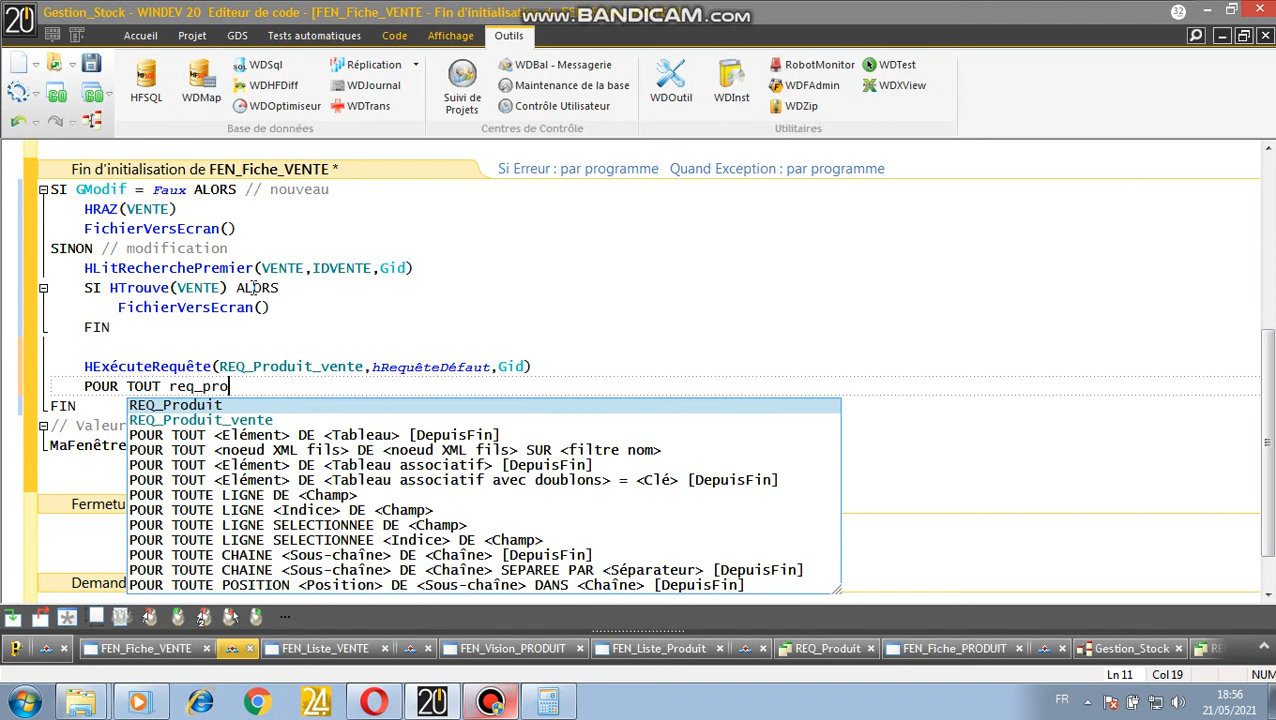 Gestion_Stock - WINDEV 20 Editeur de code - [FEN_Fiche_VENTE - Fin d'initialisation de F
www.BANDICAM.com
32
20
Accueil Projet GDS Tests automatiques Code Affichage Outils
HFSQL WDMap WDSql WDHFDiff WDOptimiseur Réplication WDJournal WDTrans
Base de données
Suivi de Projets WDBal - Messagerie Maintenance de la base Contrôle Utilisateur
Centres de Contrôle
WDOutil WDInst RobotMonitor WDFAdmin WDZip WDTest WDXView
Utilitaires
Fin d'initialisation de FEN_Fiche_VENTE * Si Erreur : par programme Quand Exception : par programme
SI GModif = Faux ALORS // nouveau
HRAZ(VENTE)
FichierVersEcran()
SINON // modification
HLitRecherchePremier(VENTE,IDVENTE,Gid)
SI HTrouve(VENTE) ALORS
FichierVersEcran()
FIN
HExécuteRequête(REQ_Produit_vente,hRequêteDéfaut,Gid)
POUR TOUT req_pro
FIN
REQ_Produit
REQ_Produit_vente
// Valeur
POUR TOUT <Elément> DE <Tableau> [DepuisFin]
MaFenêtre
POUR TOUT <noeud XML fils> DE <noeud XML fils> SUR <filtre nom>
POUR TOUT <Elément> DE <Tableau associatif> [DepuisFin]
POUR TOUT <Elément> DE <Tableau associatif avec doublons> = <Clé> [DepuisFin]
POUR TOUTE LIGNE DE <Champ>
Fermetu
POUR TOUTE LIGNE <Indice> DE <Champ>
POUR TOUTE LIGNE SELECTIONNEE DE <Champ>
POUR TOUTE LIGNE SELECTIONNEE <Indice> DE <Champ>
POUR TOUTE CHAINE <Sous-chaîne> DE <Chaîne> [DepuisFin]
POUR TOUTE CHAINE <Sous-chaîne> DE <Chaîne> SEPAREE PAR <Séparateur> [DepuisFin]
Demand
POUR TOUTE POSITION <Position> DE <Sous-chaîne> DANS <Chaîne> [DepuisFin]
FEN_Fiche_VENTE FEN_Liste_VENTE FEN_Vision_PRODUIT FEN_Liste_Produit REQ_Produit FEN_Fiche_PRODUIT Gestion_Stock RE
Ln 11 Col 19 NUM
FR 18:56
21/05/2021